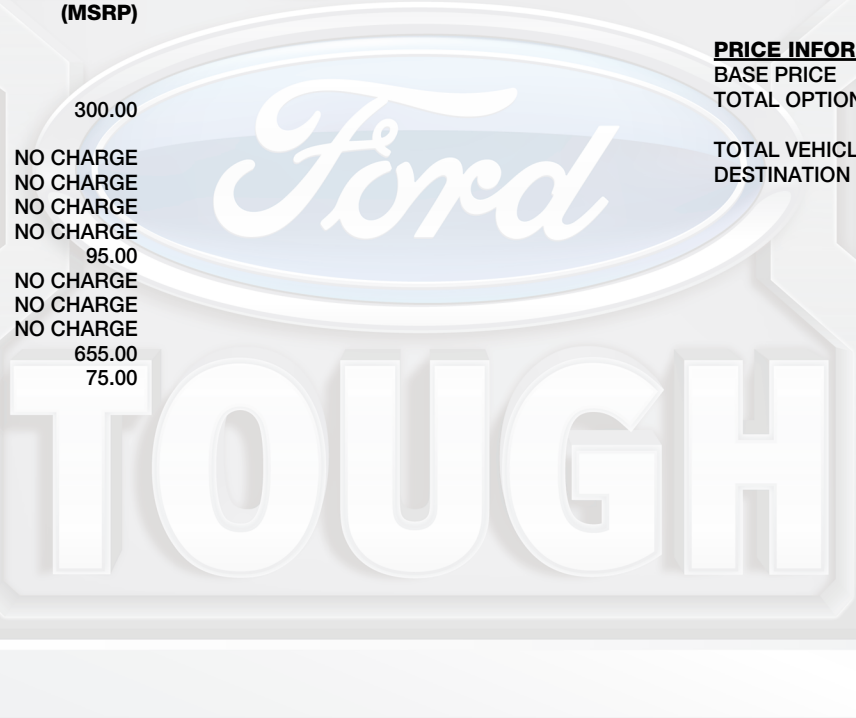 (MSRP)
300.00
NO CHARGE
NO CHARGE
NO CHARGE
NO CHARGE
95.00
NO CHARGE
NO CHARGE
NO CHARGE
655.00
75.00
PRICE INFOR
BASE PRICE
TOTAL OPTION
TOTAL VEHICL
DESTINATION
Ford
TOUGH